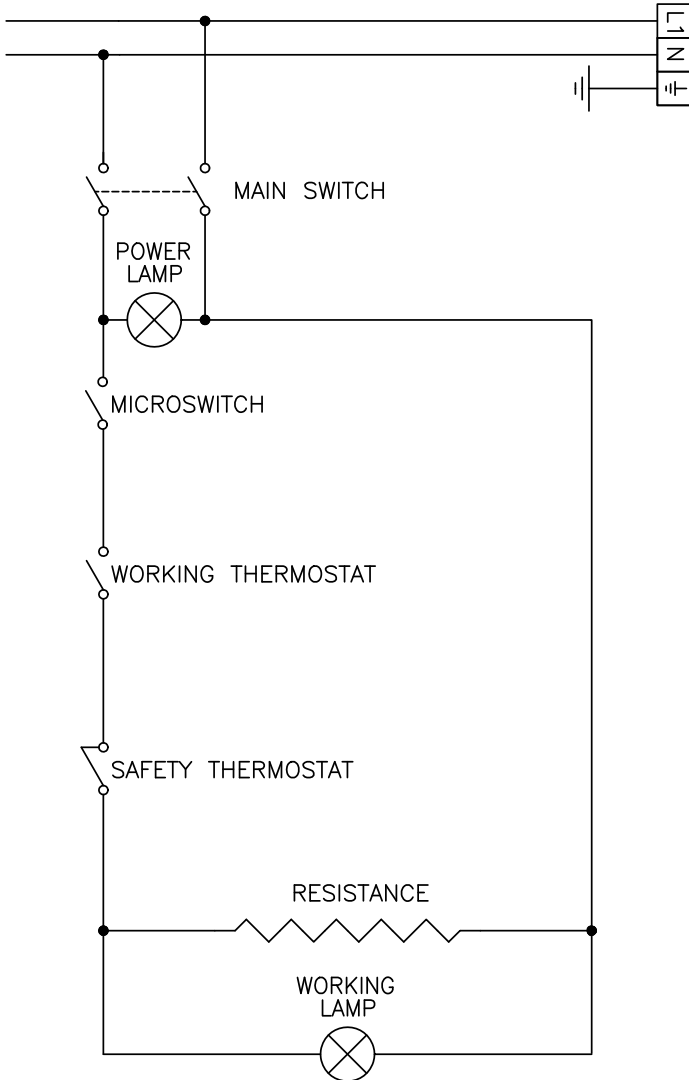 L1
N
MAIN SWITCH
POWER
LAMP
MICROSWITCH
WORKING THERMOSTAT
SAFETY THERMOSTAT
RESISTANCE
WORKING
LAMP